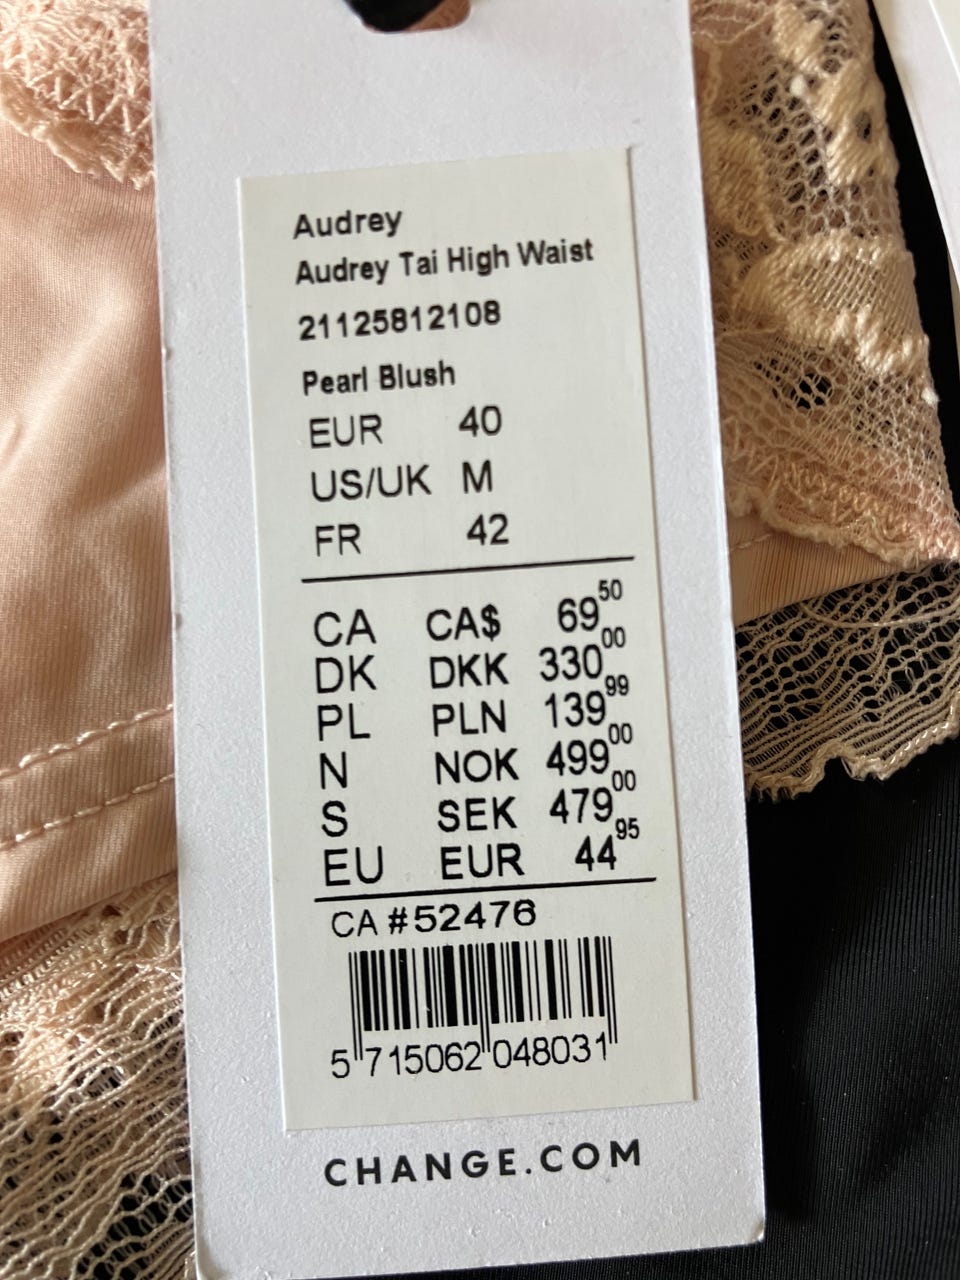 Audrey
Audrey Tai High Waist
21125812108
Pearl Blush
EUR 40
US/UK M
FR 42
CA CA$ 69.50
DK DKK 330.00
PL PLN 139.99
N NOK 499.00
S SEK 479.00
EU EUR 44.95
CA #52476
5 715062 048031
CHANGE.COM